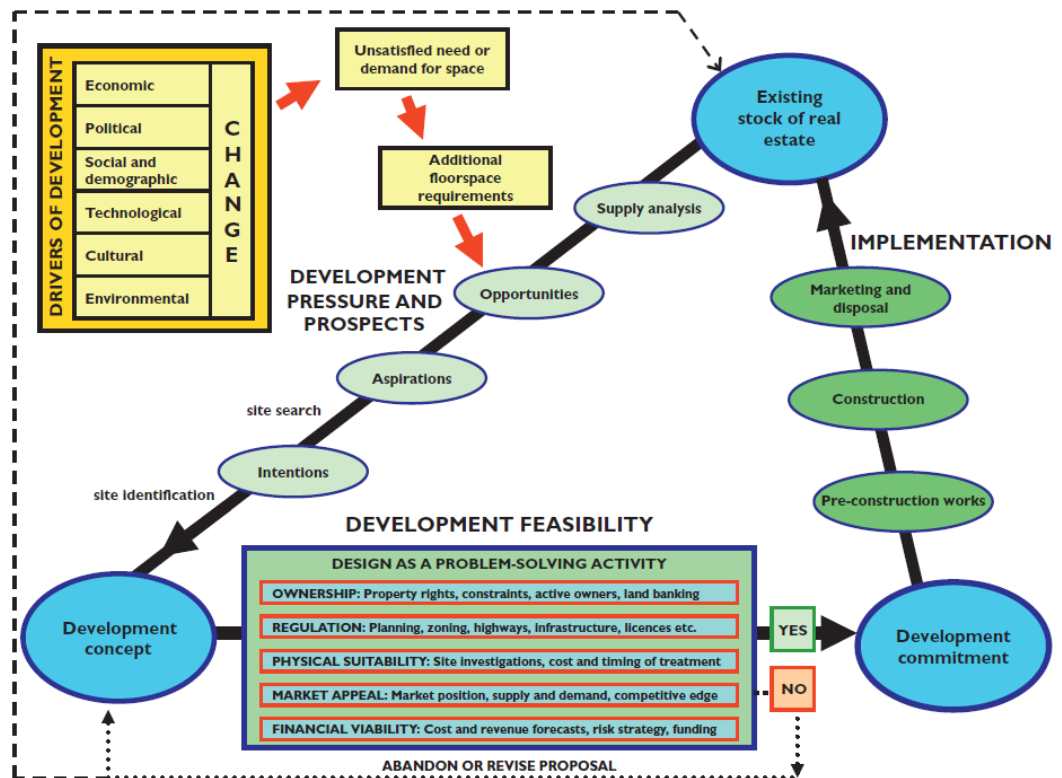 DRIVERS OF DEVELOPMENT
Economic
Political
Social and
demographic
Technological
Cultural
Environmental
CHANGE
Unsatisfied need or
demand for space
Additional
floorspace
requirements
Existing
stock of real
estate
Supply analysis
Opportunities
DEVELOPMENT
PRESSURE AND
PROSPECTS
Aspirations
site search
Intentions
site identification
IMPLEMENTATION
Marketing and
disposal
Construction
Pre-construction works
DEVELOPMENT FEASIBILITY
DESIGN AS A PROBLEM-SOLVING ACTIVITY
OWNERSHIP: Property rights, constraints, active owners, land banking
REGULATION: Planning, zoning, highways, infrastructure, licences etc.
PHYSICAL SUITABILITY: Site investigations, cost and timing of treatment
MARKET APPEAL: Market position, supply and demand, competitive edge
FINANCIAL VIABILITY: Cost and revenue forecasts, risk strategy, funding
Development
concept
YES
NO
Development
commitment
ABANDON OR REVISE PROPOSAL